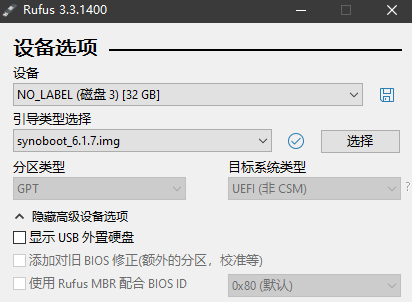 Rufus 3.3.1400
设备选项
设备
NO_LABEL (磁盘 3) [32 GB]
引导类型选择
synoboot_6.1.7.img
选择
分区类型
目标系统类型
GPT
UEFI (非 CSM)
?
隐藏高级设备选项
显示 USB 外置硬盘
添加对旧 BIOS 修正(额外的分区，校准等)
使用 Rufus MBR 配合 BIOS ID
0x80 (默认)